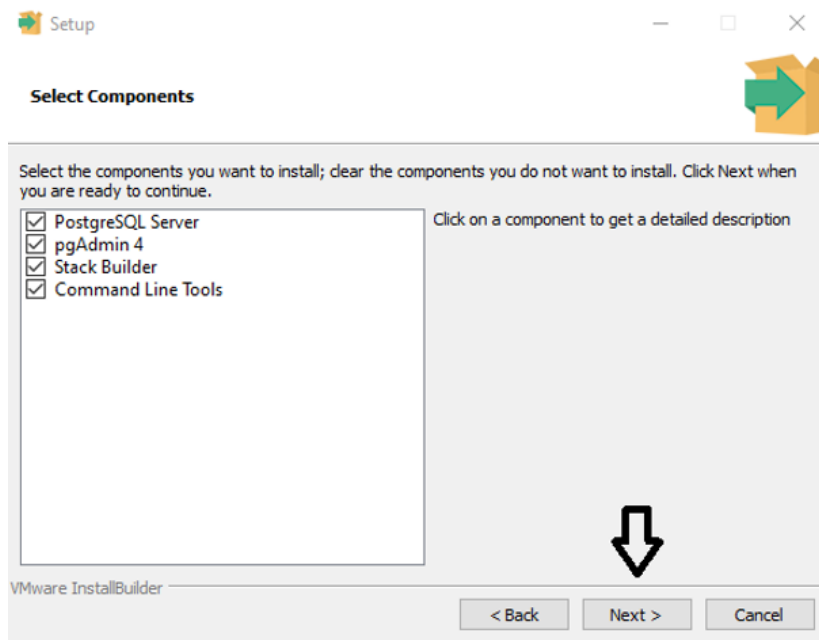 Setup
Select Components
Select the components you want to install; clear the components you do not want to install. Click Next when
you are ready to continue.
PostgreSQL Server
pgAdmin 4
Stack Builder
Command Line Tools
Click on a component to get a detailed description
VMware InstallBuilder
< Back
Next >
Cancel